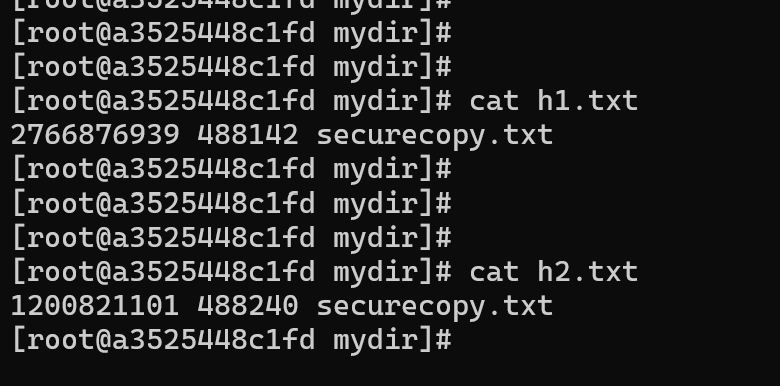 [root@a3525448c1fd mydir]#
[root@a3525448c1fd mydir]#
[root@a3525448c1fd mydir]#
[root@a3525448c1fd mydir]# cat h1.txt
2766876939 488142 securecopy.txt
[root@a3525448c1fd mydir]#
[root@a3525448c1fd mydir]#
[root@a3525448c1fd mydir]#
[root@a3525448c1fd mydir]# cat h2.txt
1200821101 488240 securecopy.txt
[root@a3525448c1fd mydir]#